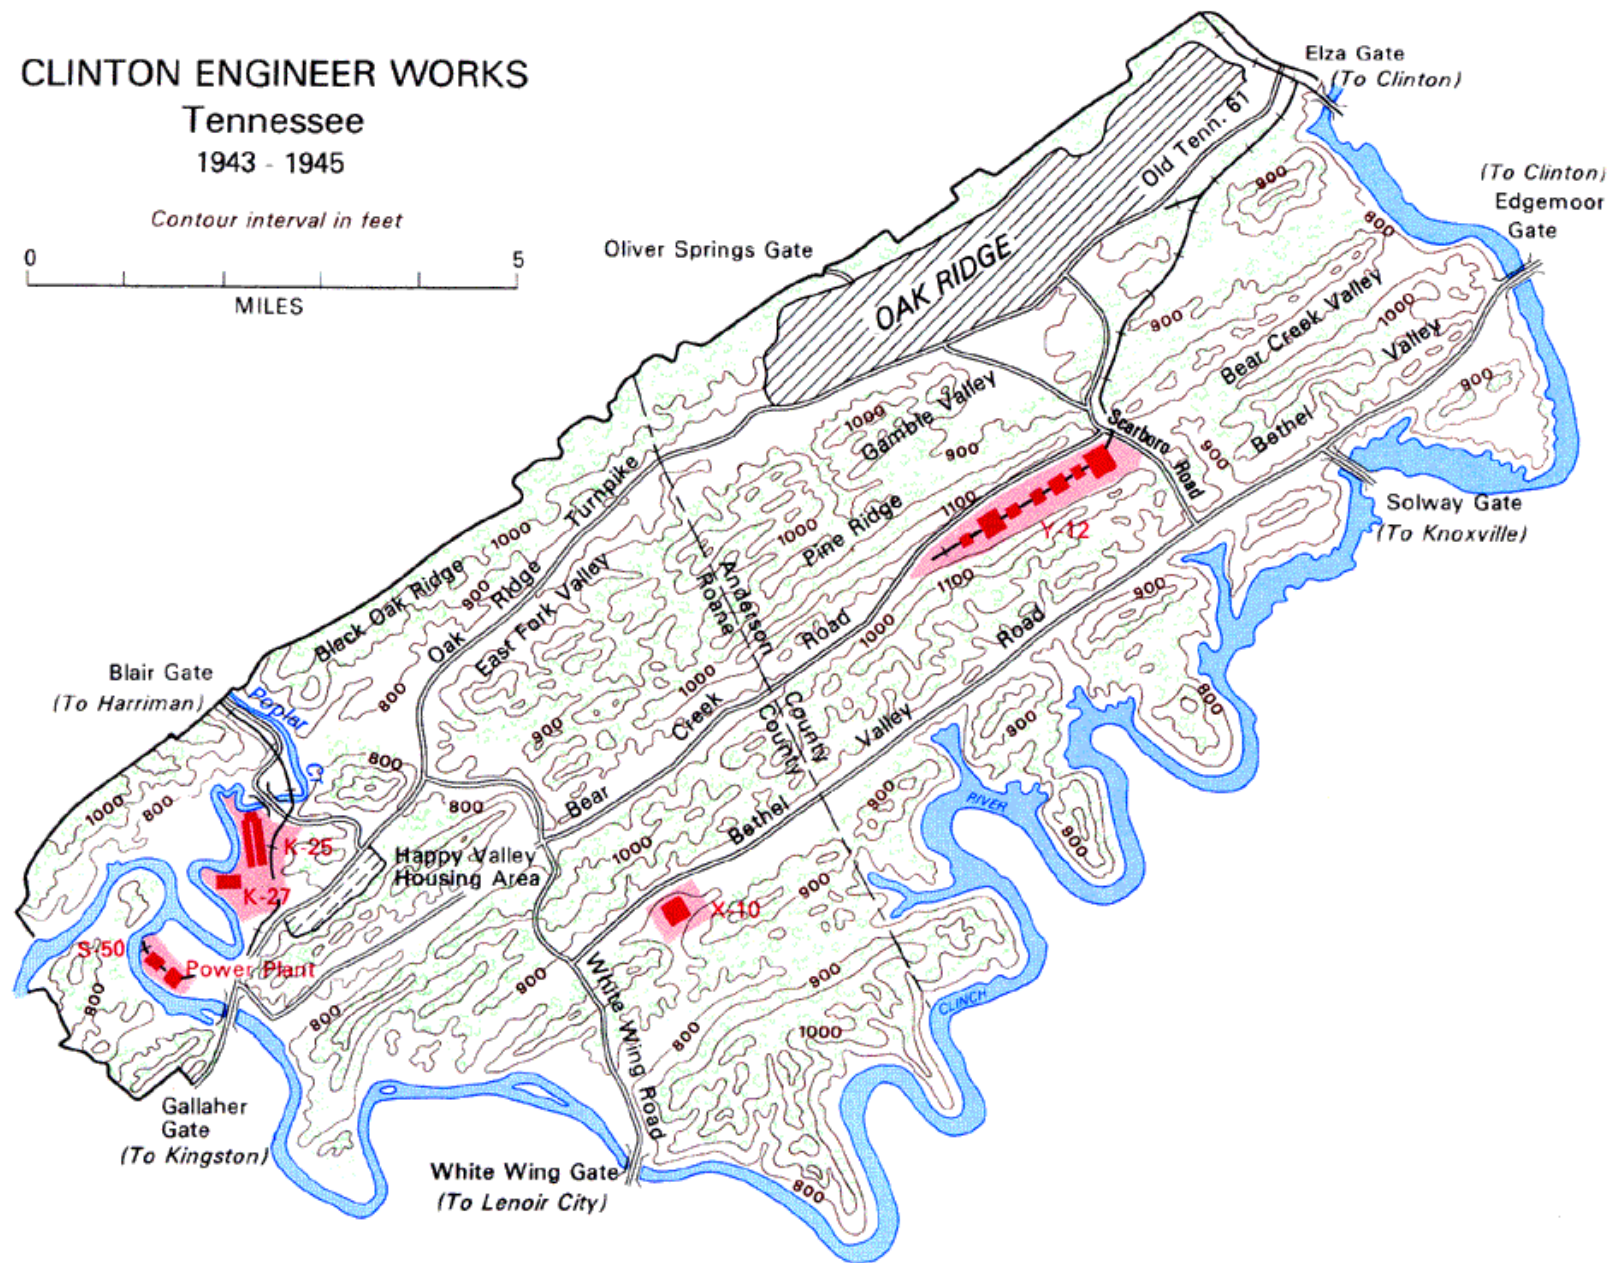 CLINTON ENGINEER WORKS
Tennessee
1943 - 1945
Contour interval in feet
0 5
MILES
Elza Gate
(To Clinton)
(To Clinton)
Edgemoor
Gate
Oliver Springs Gate
Old Tenn. 61
OAK RIDGE
900
800
900
Bear Creek Valley
1000
Valley
Bethel
900
900
1000
Gamble Valley
900
Scarboro Road
Solway Gate
(To Knoxville)
1100
Y-12
1100
Pine Ridge
1000
Oak Ridge Turnpike
1000
Black Oak Ridge
900
East Fork Valley
Anderson County
Roane County
Bear Creek Road
1000
1000
900
Bethel Valley Road
900
800
900
900
900
Blair Gate
(To Harriman)
Poplar Cr
800
800
800
1000
800
K-25
K-27
Happy Valley
Housing Area
1000
X-10
900
RIVER
CLINCH
S-50
Power Plant
800
800
900
White Wing Road
900
800
1000
Gallaher
Gate
(To Kingston)
White Wing Gate
(To Lenoir City)
800